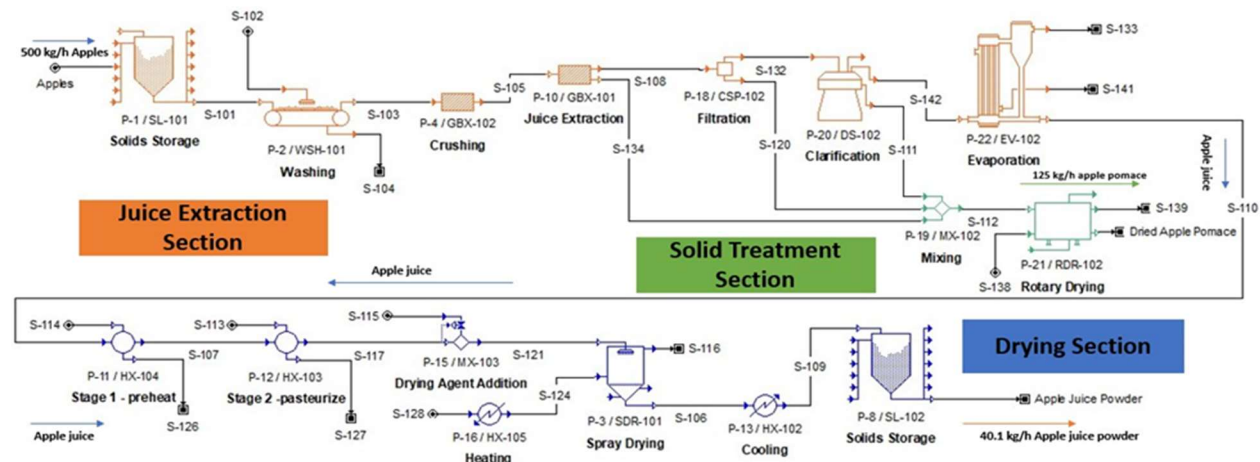 S-102
500 kg/h Apples
Apples
P-1 / SL-101
Solids Storage
S-101
P-2 / WSH-101
Washing
S-103
S-104
P-4 / GBX-102
Crushing
S-105
P-10 / GBX-101
Juice Extraction
S-108
S-134
P-18 / CSP-102
Filtration
S-132
S-120
P-20 / DS-102
Clarification
S-142
S-111
P-22 / EV-102
Evaporation
S-133
S-141
Apple juice
S-110
125 kg/h apple pomace
P-19 / MX-102
Mixing
S-112
S-139
Dried Apple Pomace
S-138
P-21 / RDR-102
Rotary Drying
Juice Extraction
Section
Solid Treatment
Section
Apple juice
S-114
S-107
P-11 / HX-104
Stage 1 - preheat
S-126
Apple juice
S-113
S-117
P-12 / HX-103
Stage 2 -pasteurize
S-127
S-115
P-15 / MX-103
Drying Agent Addition
S-121
S-128
P-16 / HX-105
Heating
S-124
S-116
P-3 / SDR-101
Spray Drying
S-106
P-13 / HX-102
Cooling
S-109
P-8 / SL-102
Solids Storage
Drying Section
Apple Juice Powder
40.1 kg/h Apple juice powder